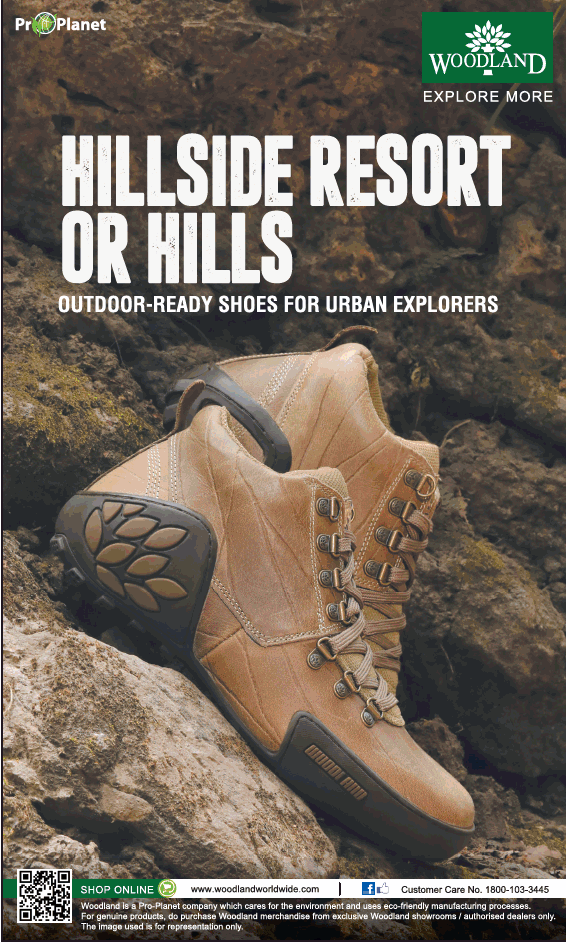 Pro Planet
WOODLAND
EXPLORE MORE
HILLSIDE RESORT
OR HILLS
OUTDOOR-READY SHOES FOR URBAN EXPLORERS
SHOP ONLINE www.woodlandworldwide.com | f Customer Care No. 1800-103-3445
Woodland is a Pro-Planet company which cares for the environment and uses eco-friendly manufacturing processes.
For genuine products, do purchase Woodland merchandise from exclusive Woodland showrooms / authorised dealers only.
The image used is for representation only.